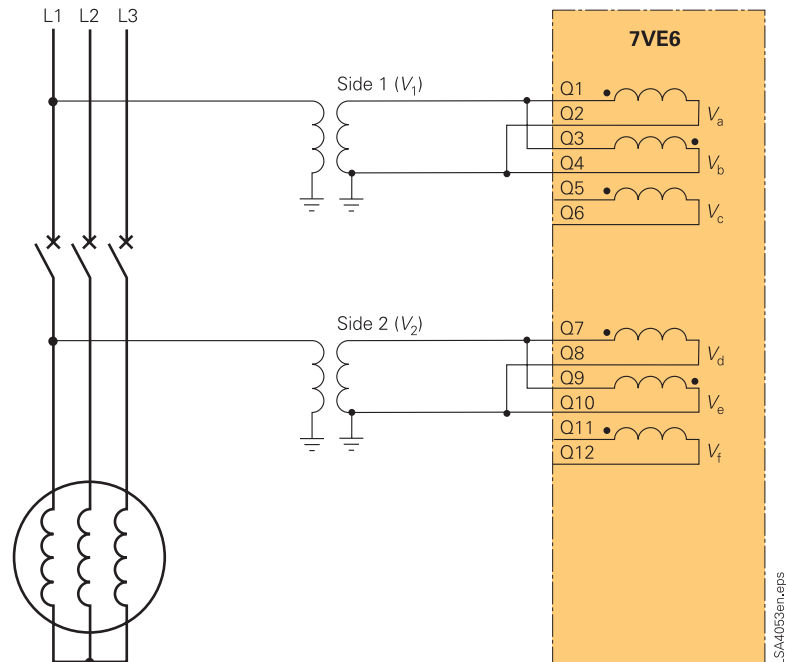 L1 L2 L3
7VE6
Side 1 (V1)
Q1
Q2
Va
Q3
Q4
Vb
Q5
Q6
Vc
Side 2 (V2)
Q7
Q8
Vd
Q9
Q10
Ve
Q11
Q12
Vf
LSA4053en.eps